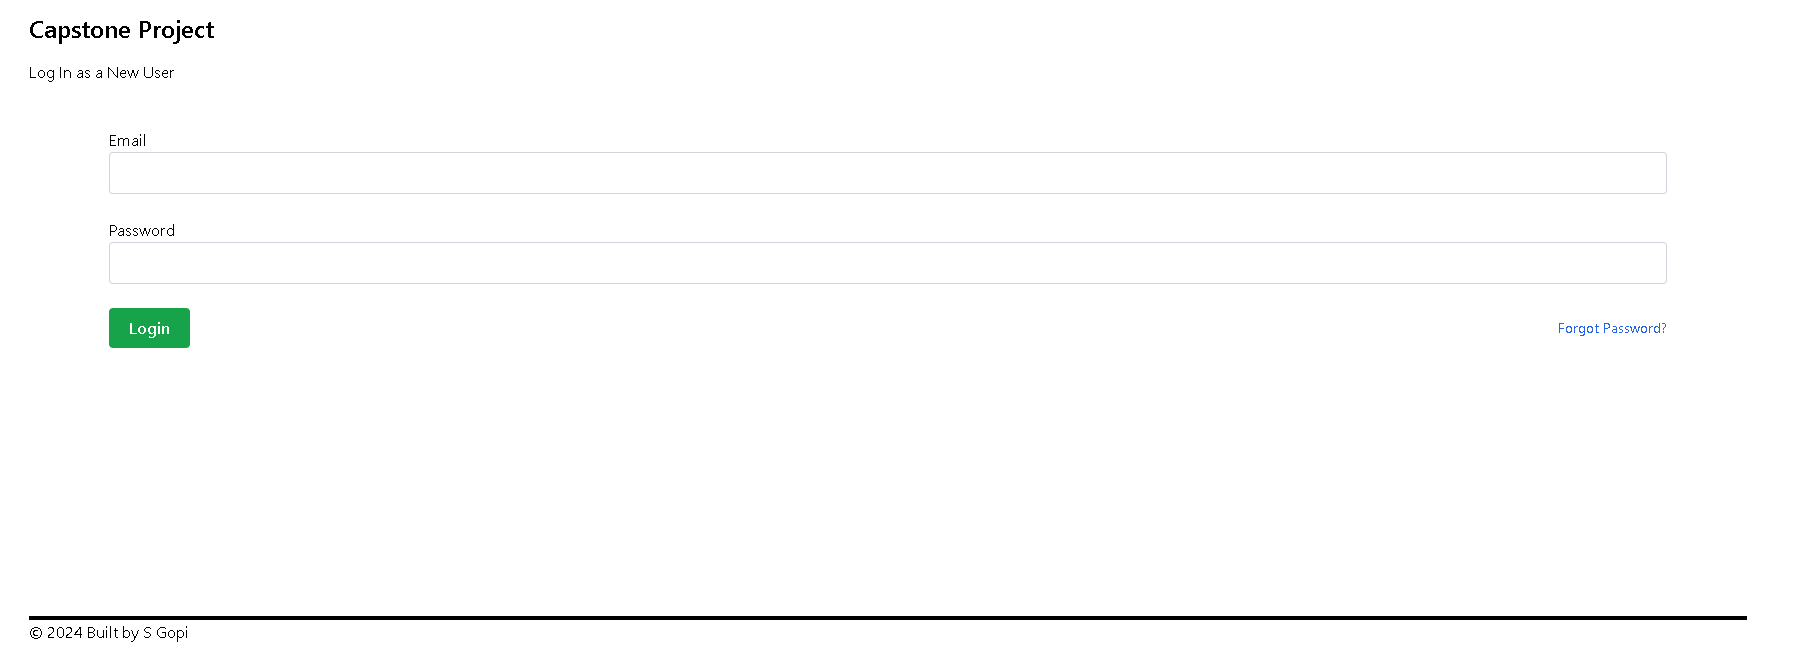 Capstone Project
Log In as a New User
Email
Password
Login
Forgot Password?
© 2024 Built by S Gopi